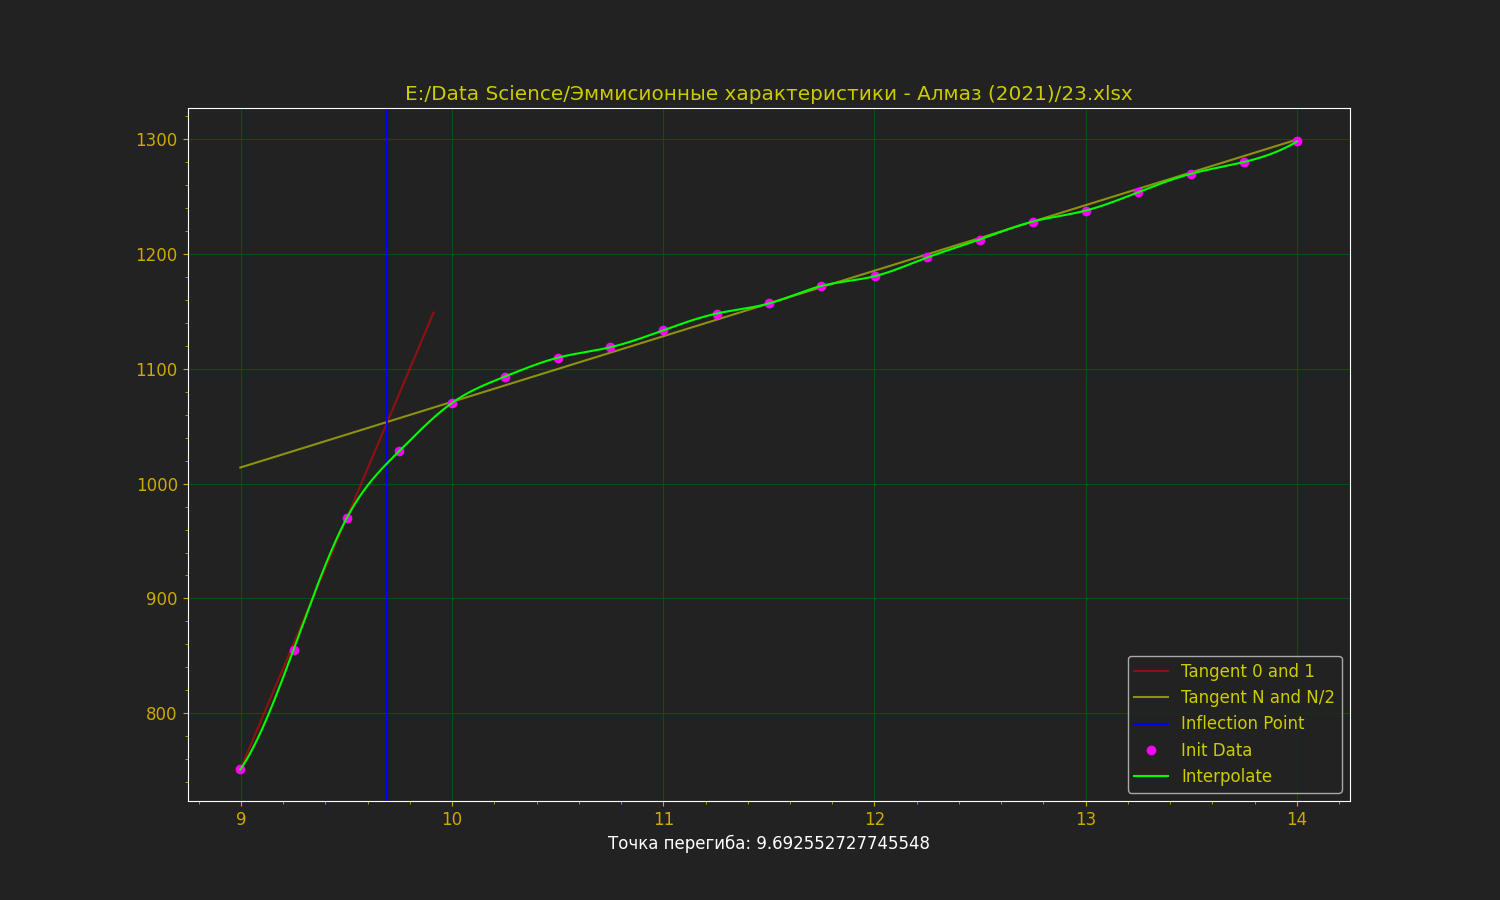 E:/Data Science/Эммисионные характеристики - Алмаз (2021)/23.xlsx
1300
1200
1100
1000
900
800
Tangent 0 and 1
Tangent N and N/2
Inflection Point
Init Data
Interpolate
9 10 11 12 13 14
Точка перегиба: 9.692552727745548